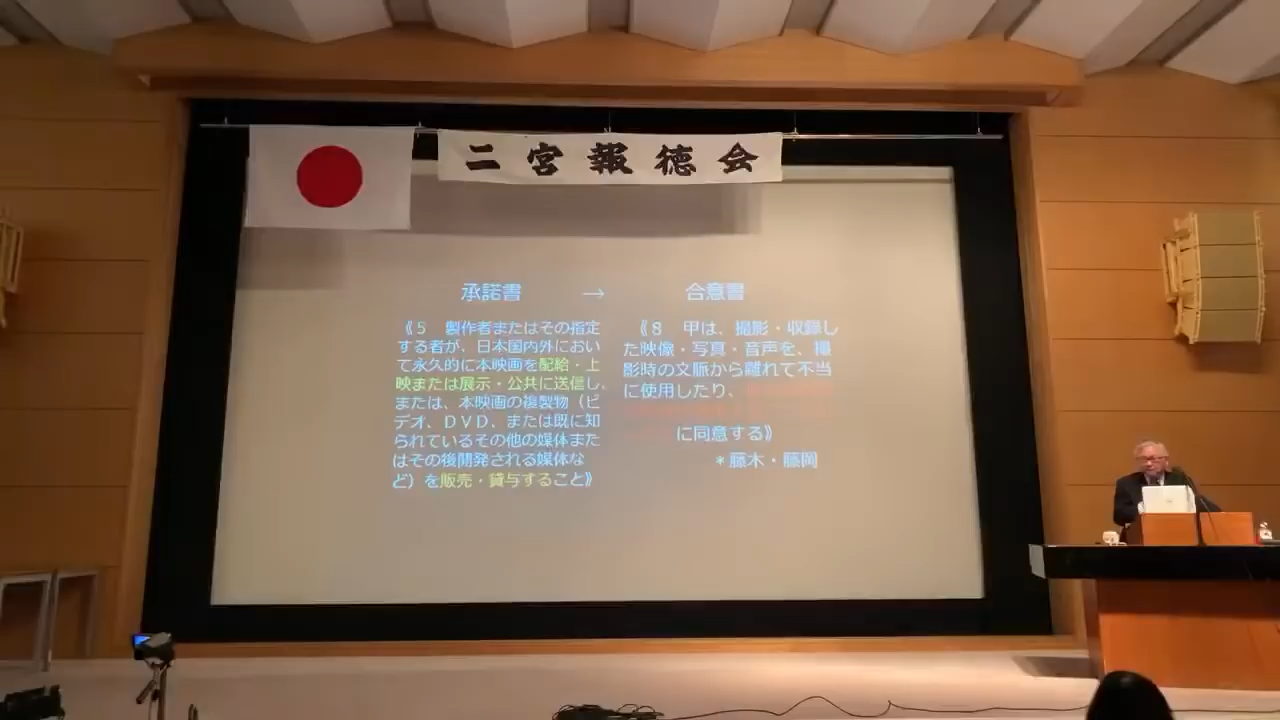 二宮報徳会
承諾書 → 合意書
《5 製作者またはその指定
する者が、日本国内外におい
て永久的に本映画を配給・上
映または展示・公共に送信し、
または、本映画の複製物（ビ
デオ、DVD、または既に知
られているその他の媒体また
はその後開発される媒体な
ど）を販売・貸与すること》
《8 甲は、撮影・収録し
た映像・写真・音声を、撮
影時の文脈から離れて不当
に使用したり、
に同意する》
＊藤木・藤岡